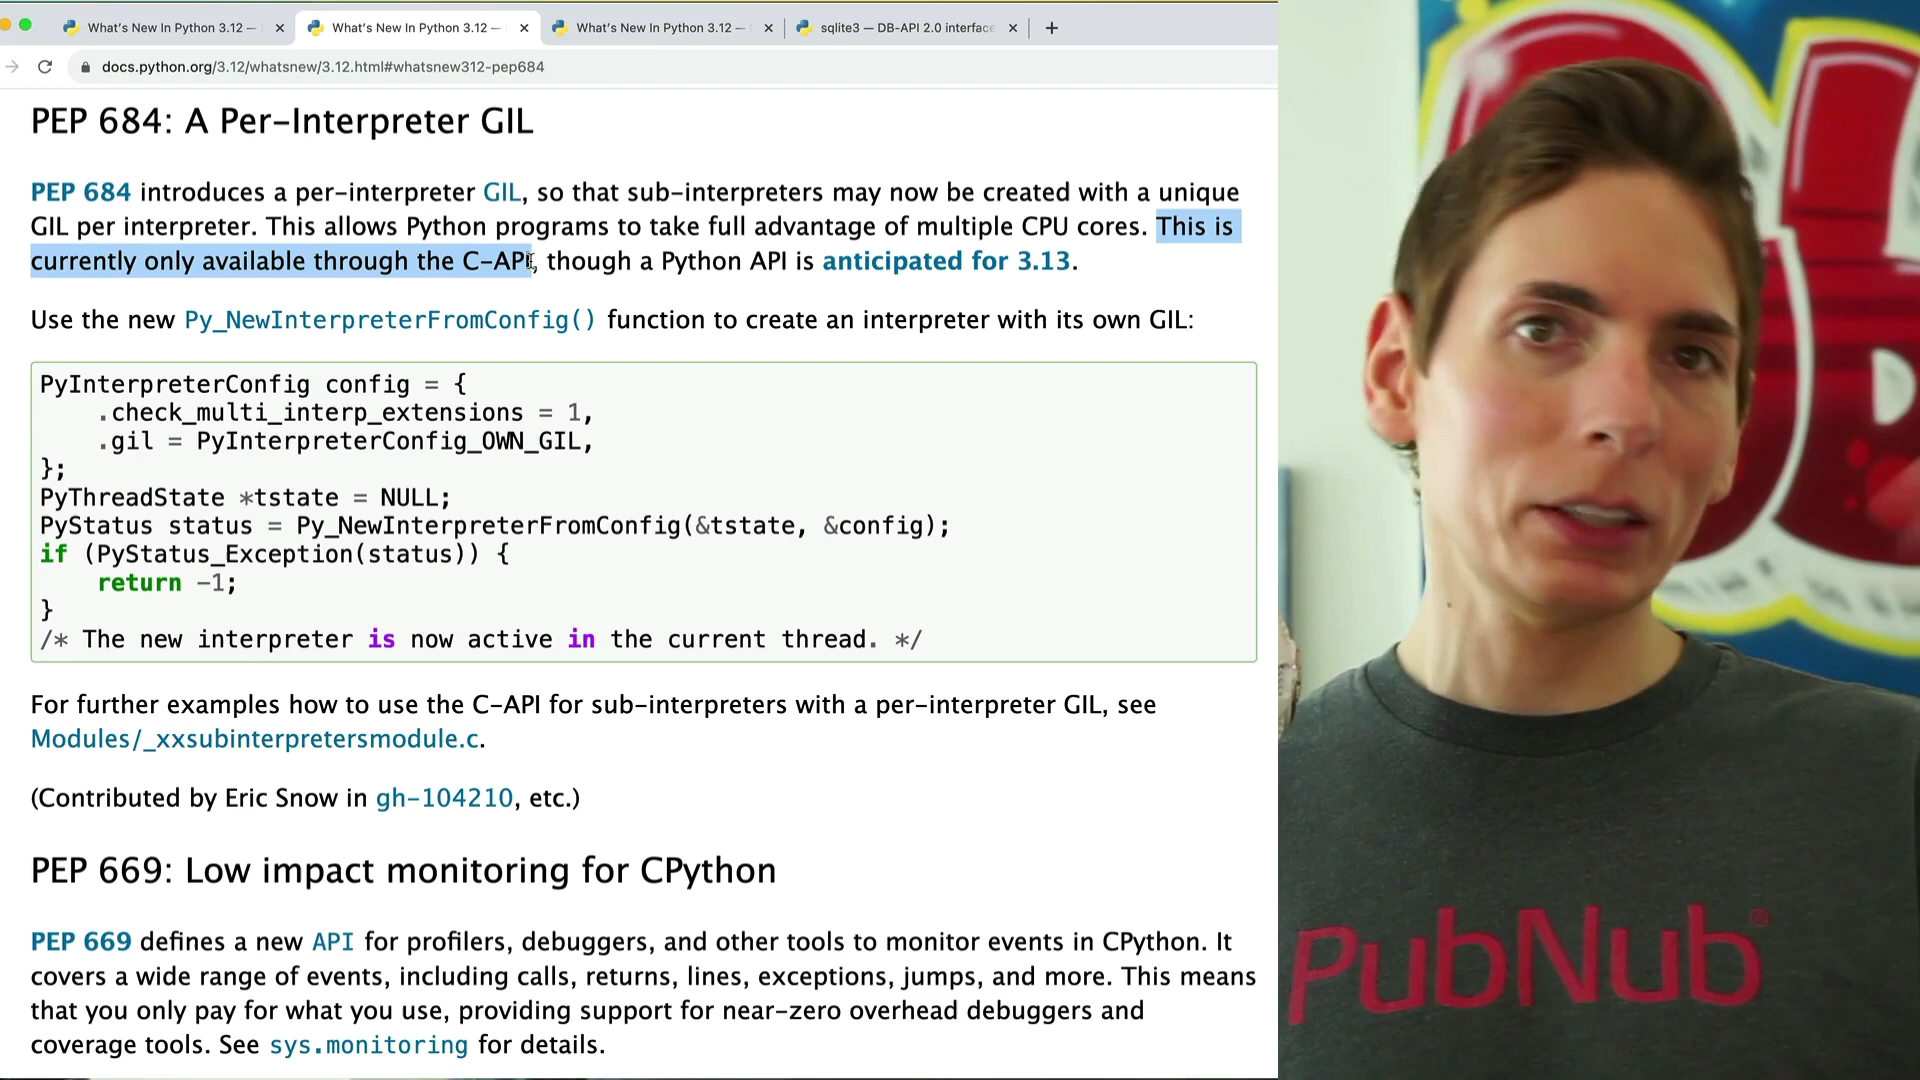 What's New In Python 3.12 —
What's New In Python 3.12 —
What's New In Python 3.12 —
sqlite3 — DB-API 2.0 interface
docs.python.org/3.12/whatsnew/3.12.html#whatsnew312-pep684
PEP 684: A Per-Interpreter GIL
PEP 684 introduces a per-interpreter GIL, so that sub-interpreters may now be created with a unique
GIL per interpreter. This allows Python programs to take full advantage of multiple CPU cores. This is
currently only available through the C-API, though a Python API is anticipated for 3.13.
Use the new Py_NewInterpreterFromConfig() function to create an interpreter with its own GIL:
PyInterpreterConfig config = {
    .check_multi_interp_extensions = 1,
    .gil = PyInterpreterConfig_OWN_GIL,
};
PyThreadState *tstate = NULL;
PyStatus status = Py_NewInterpreterFromConfig(&tstate, &config);
if (PyStatus_Exception(status)) {
    return -1;
}
/* The new interpreter is now active in the current thread. */
For further examples how to use the C-API for sub-interpreters with a per-interpreter GIL, see
Modules/_xxsubinterpretersmodule.c.
(Contributed by Eric Snow in gh-104210, etc.)
PEP 669: Low impact monitoring for CPython
PEP 669 defines a new API for profilers, debuggers, and other tools to monitor events in CPython. It
covers a wide range of events, including calls, returns, lines, exceptions, jumps, and more. This means
that you only pay for what you use, providing support for near-zero overhead debuggers and
coverage tools. See sys.monitoring for details.
PubNub®